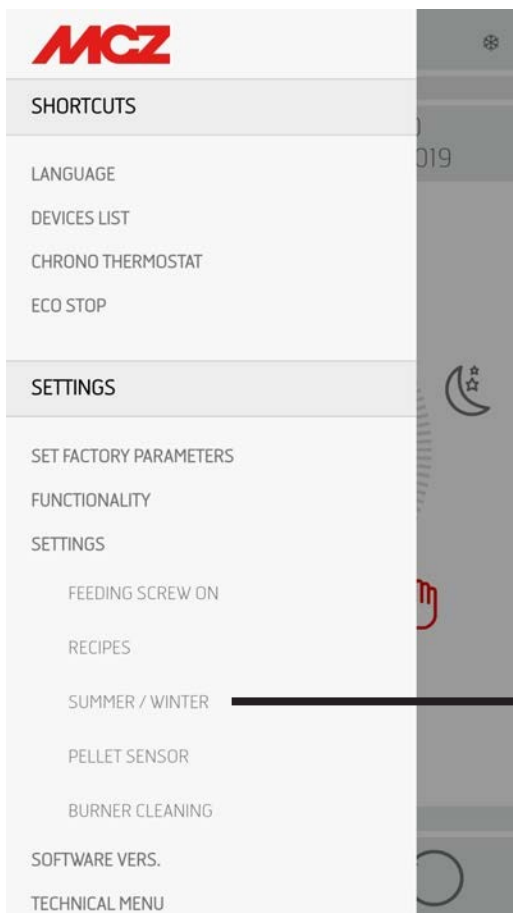 MCZ
SHORTCUTS
019
LANGUAGE
DEVICES LIST
CHRONO THERMOSTAT
ECO STOP
SETTINGS
SET FACTORY PARAMETERS
FUNCTIONALITY
SETTINGS
FEEDING SCREW ON
RECIPES
SUMMER / WINTER
PELLET SENSOR
BURNER CLEANING
SOFTWARE VERS.
TECHNICAL MENU